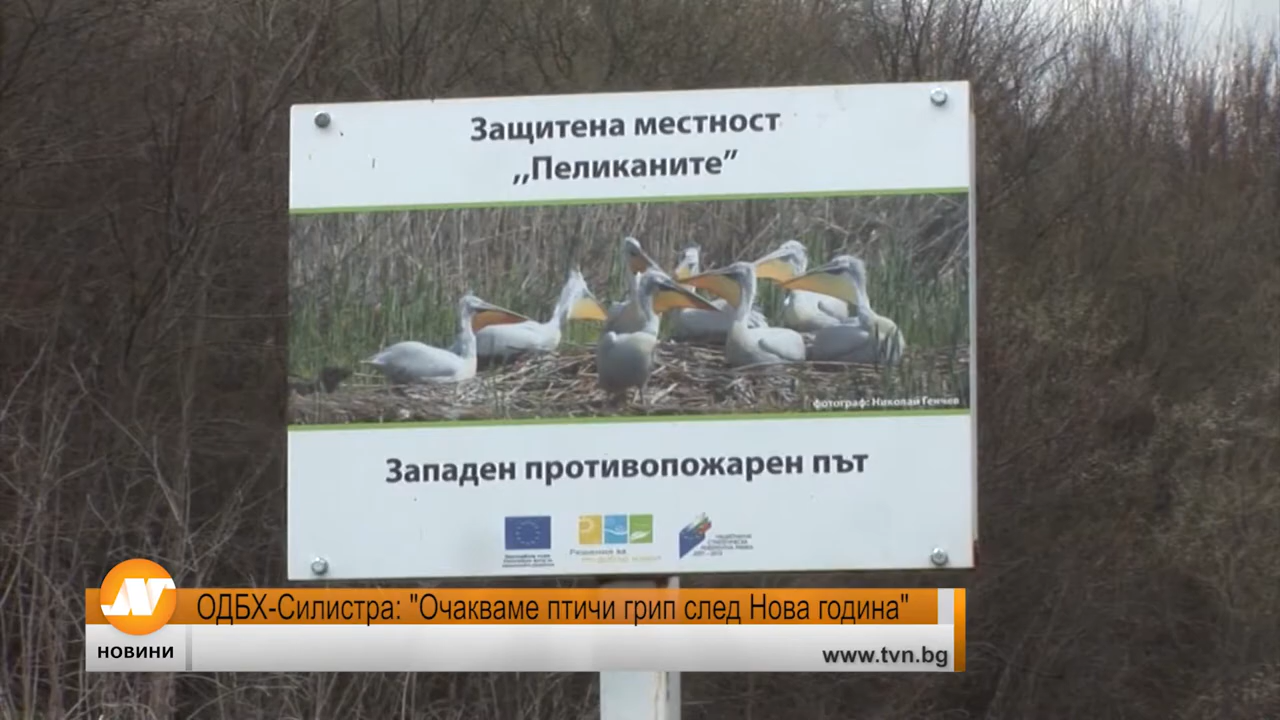 Защитена местност
,,Пеликаните”
фотограф: Николай Генчев
Западен противопожарен път
ОДБХ-Силистра: "Очакваме птичи грип след Нова година"
НОВИНИ
www.tvn.bg